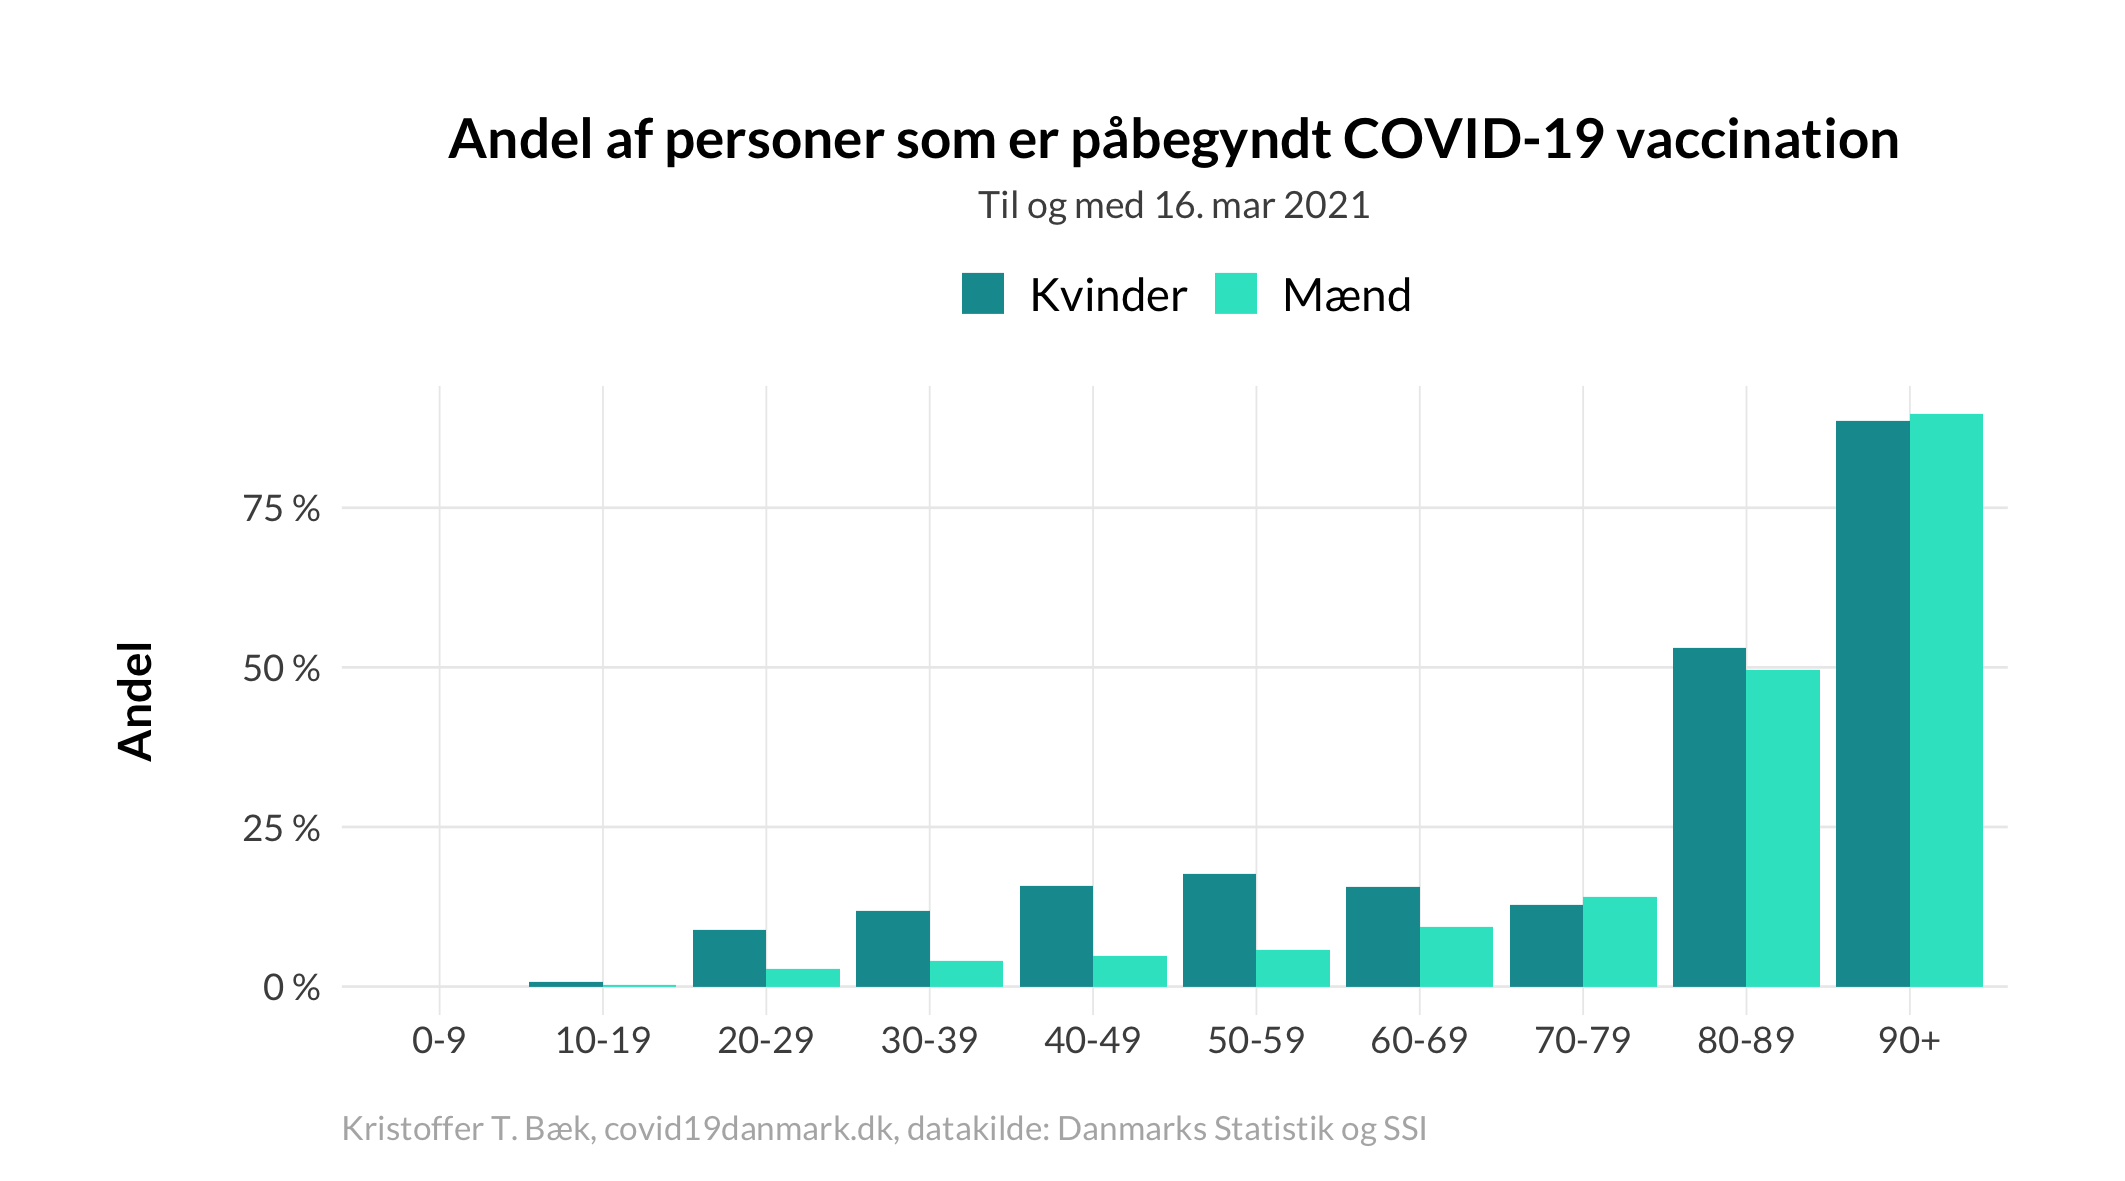 Andel af personer som er påbegyndt COVID-19 vaccination
Til og med 16. mar 2021
Kvinder Mænd
Andel
75 %
50 %
25 %
0 %
0-9 10-19 20-29 30-39 40-49 50-59 60-69 70-79 80-89 90+
Kristoffer T. Bæk, covid19danmark.dk, datakilde: Danmarks Statistik og SSI